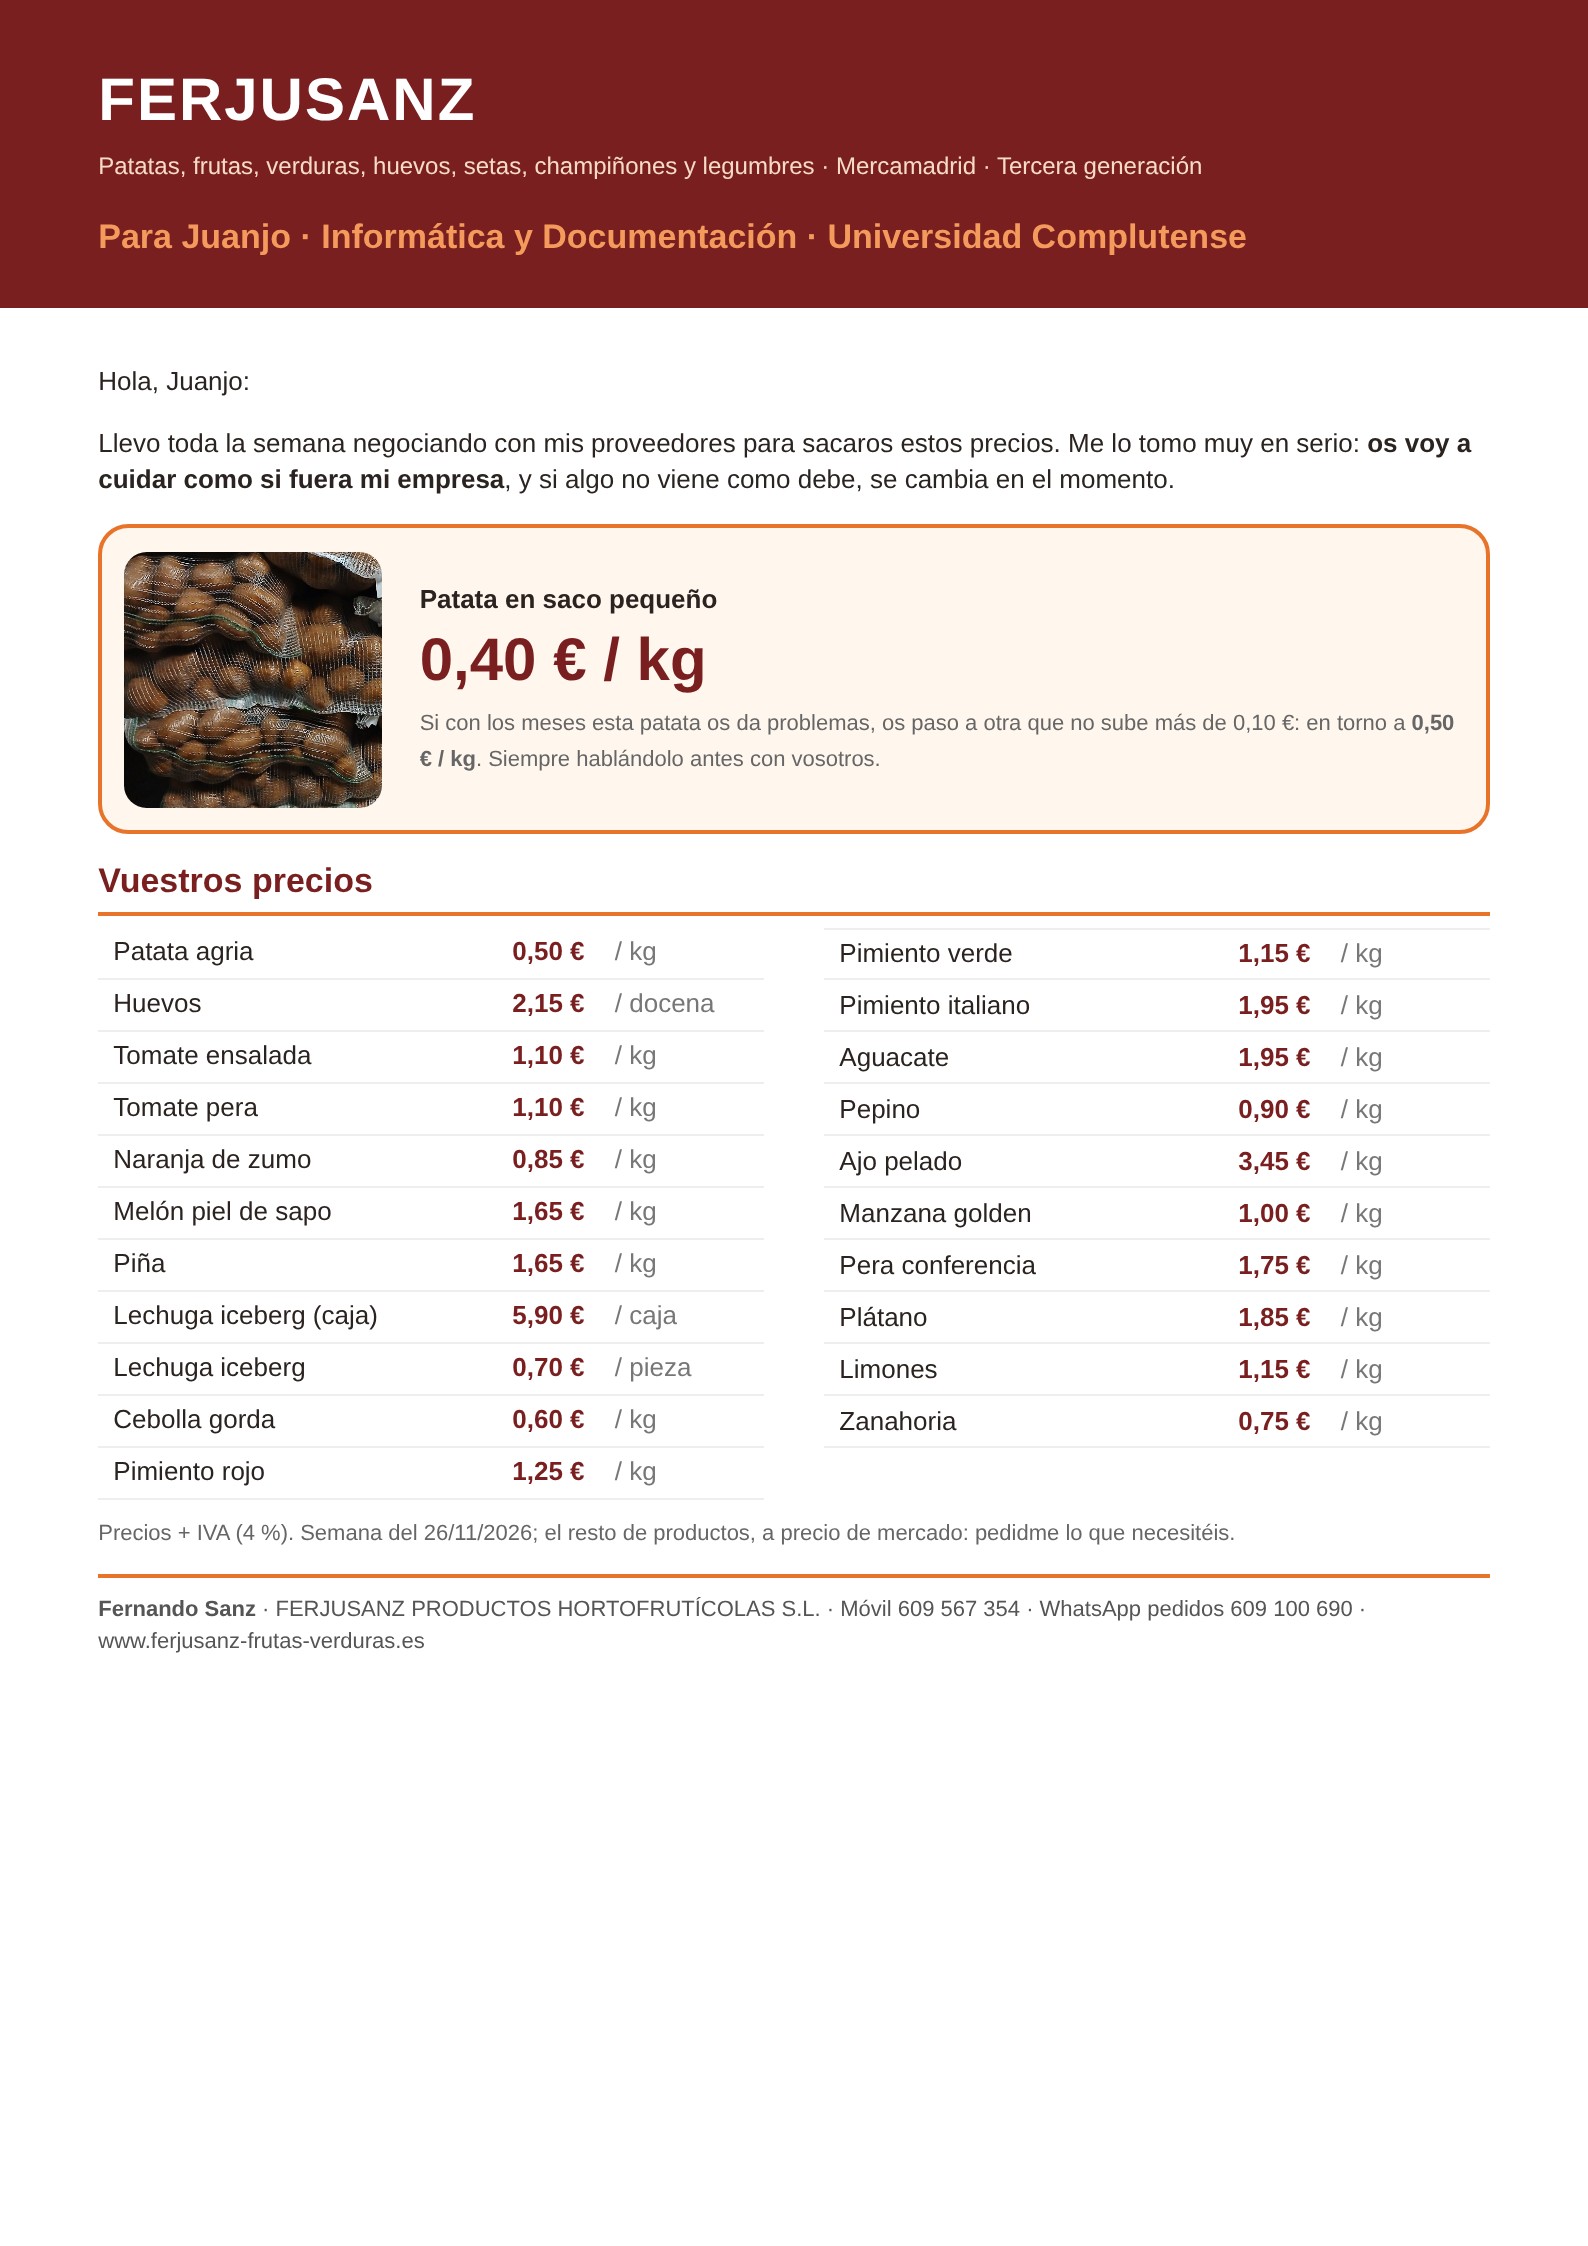 FERJUSANZ
Patatas, frutas, verduras, huevos, setas, champiñones y legumbres · Mercamadrid · Tercera generación
Para Juanjo · Informática y Documentación · Universidad Complutense
Hola, Juanjo:
Llevo toda la semana negociando con mis proveedores para sacaros estos precios. Me lo tomo muy en serio: os voy a
cuidar como si fuera mi empresa, y si algo no viene como debe, se cambia en el momento.
Patata en saco pequeño
0,40 € / kg
Si con los meses esta patata os da problemas, os paso a otra que no sube más de 0,10 €: en torno a 0,50
€ / kg. Siempre hablándolo antes con vosotros.
Vuestros precios
Patata agria 0,50 € / kg
Huevos 2,15 € / docena
Tomate ensalada 1,10 € / kg
Tomate pera 1,10 € / kg
Naranja de zumo 0,85 € / kg
Melón piel de sapo 1,65 € / kg
Piña 1,65 € / kg
Lechuga iceberg (caja) 5,90 € / caja
Lechuga iceberg 0,70 € / pieza
Cebolla gorda 0,60 € / kg
Pimiento rojo 1,25 € / kg
Pimiento verde 1,15 € / kg
Pimiento italiano 1,95 € / kg
Aguacate 1,95 € / kg
Pepino 0,90 € / kg
Ajo pelado 3,45 € / kg
Manzana golden 1,00 € / kg
Pera conferencia 1,75 € / kg
Plátano 1,85 € / kg
Limones 1,15 € / kg
Zanahoria 0,75 € / kg
Precios + IVA (4 %). Semana del 26/11/2026; el resto de productos, a precio de mercado: pedidme lo que necesitéis.
Fernando Sanz · FERJUSANZ PRODUCTOS HORTOFRUTÍCOLAS S.L. · Móvil 609 567 354 · WhatsApp pedidos 609 100 690 ·
www.ferjusanz-frutas-verduras.es